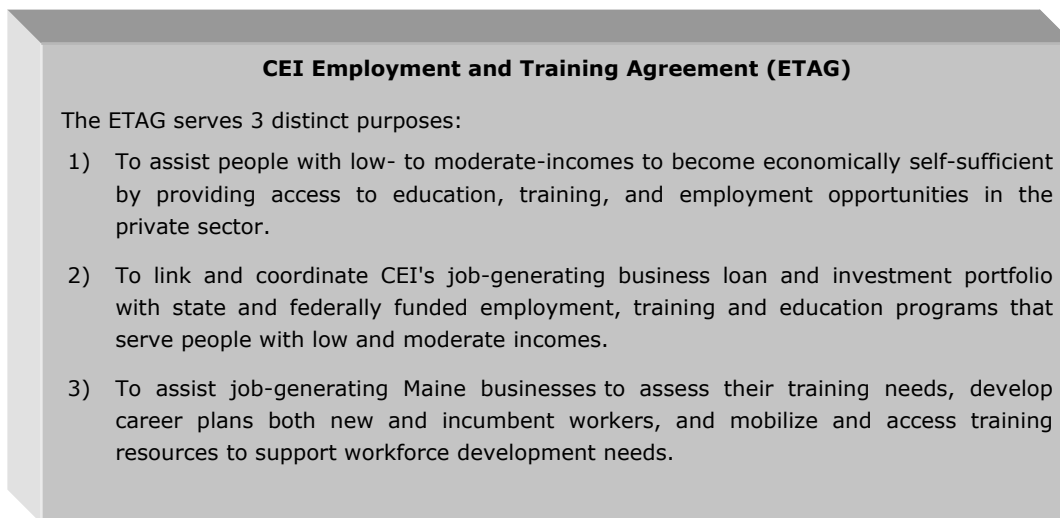 CEI Employment and Training Agreement (ETAG)
The ETAG serves 3 distinct purposes:
1) To assist people with low- to moderate-incomes to become economically self-sufficient
by providing access to education, training, and employment opportunities in the
private sector.
2) To link and coordinate CEI's job-generating business loan and investment portfolio
with state and federally funded employment, training and education programs that
serve people with low and moderate incomes.
3) To assist job-generating Maine businesses to assess their training needs, develop
career plans both new and incumbent workers, and mobilize and access training
resources to support workforce development needs.